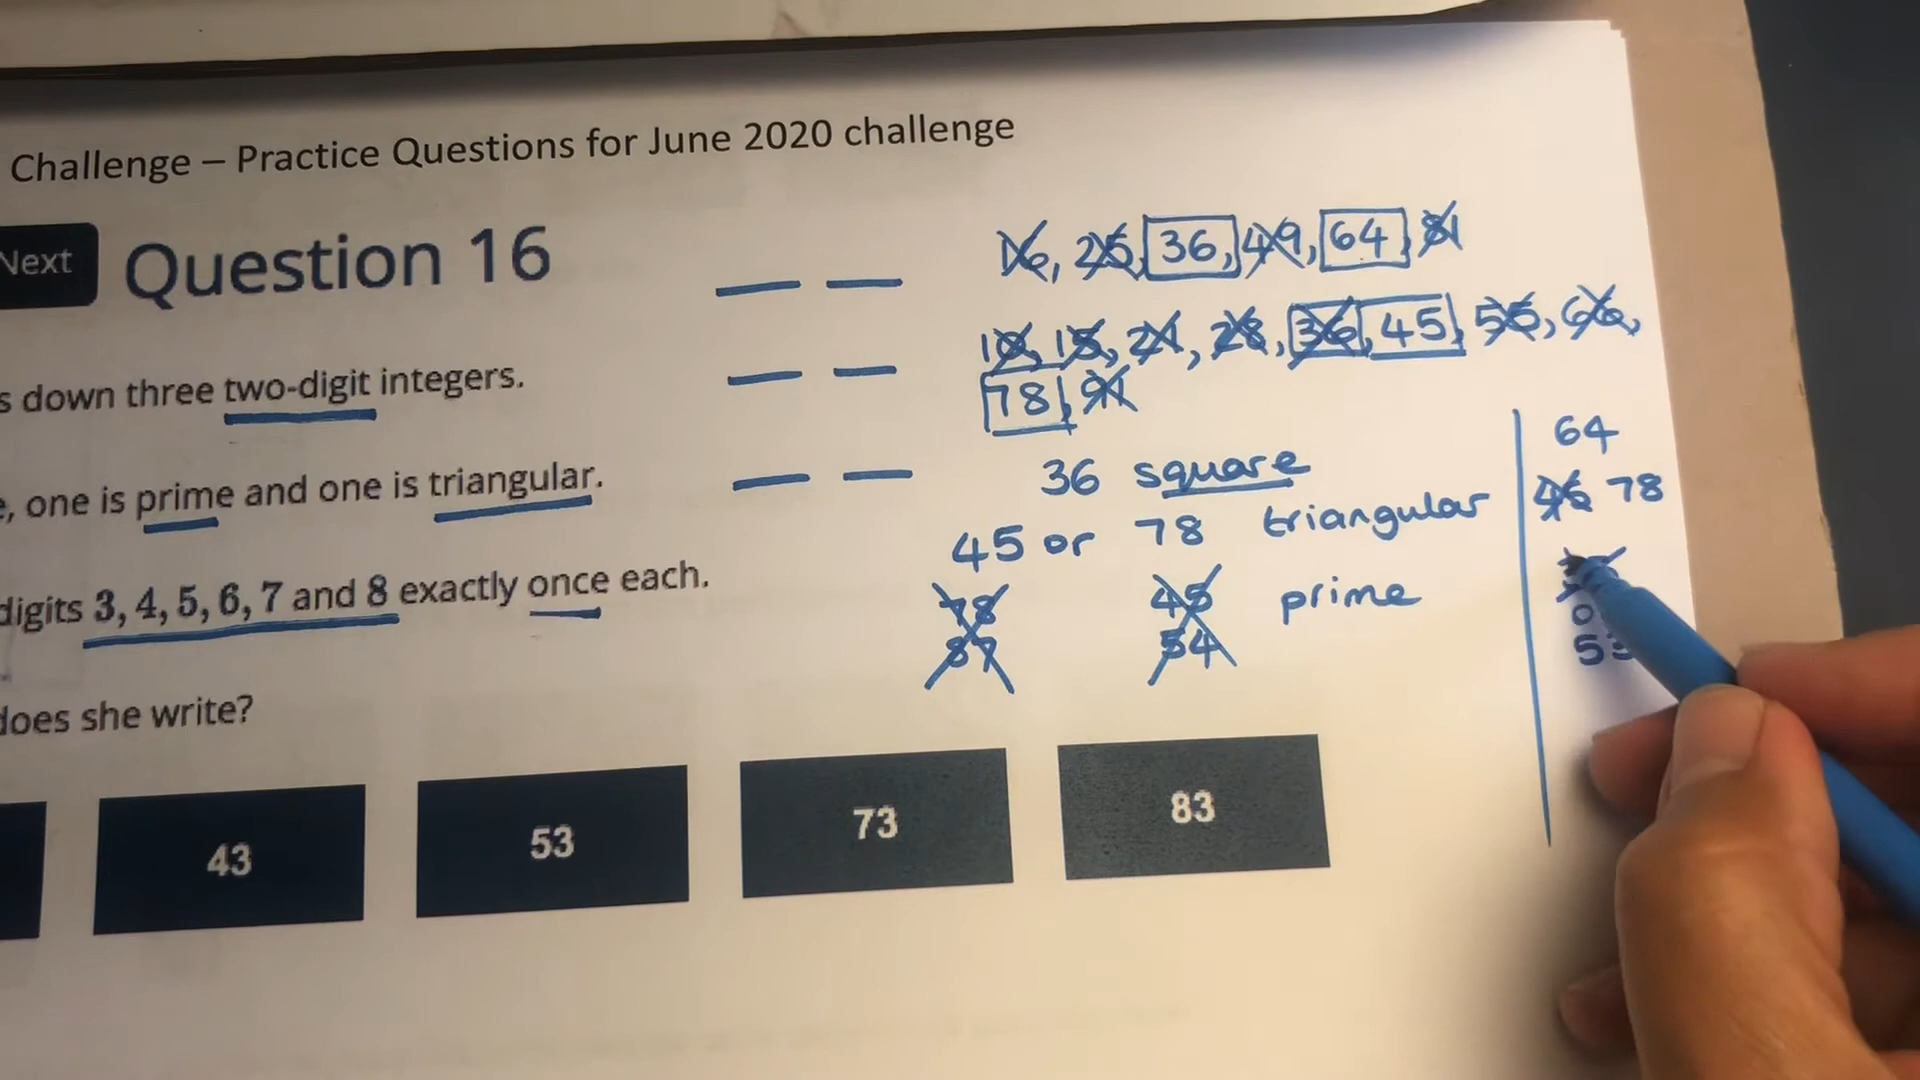 Challenge – Practice Questions for June 2020 challenge
Next
Question 16
s down three two-digit integers.
e, one is prime and one is triangular.
digits 3, 4, 5, 6, 7 and 8 exactly once each.
does she write?
43
53
73
83
16, 25, 36, 49, 64, 81
10, 15, 21, 28, 36, 45, 55, 66,
78, 91
36 square
45 or 78 triangular
78 45 prime
87 54
64
45 78
53